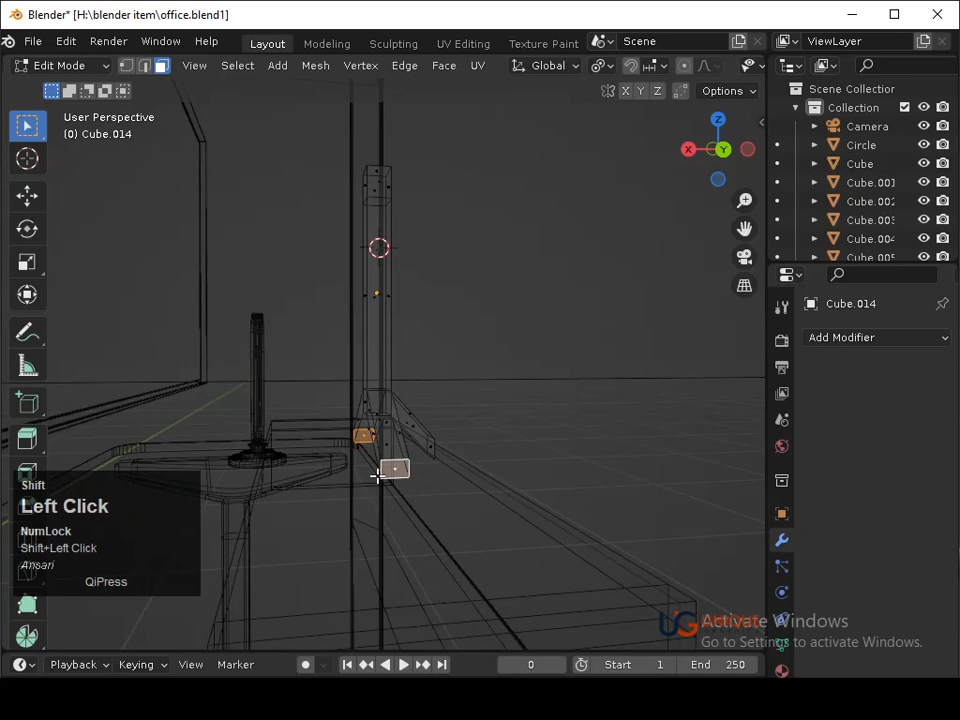 Blender* [H:\blender item\office.blend1]
File Edit Render Window Help Layout Modeling Sculpting UV Editing Texture Paint Scene ViewLayer
Edit Mode View Select Add Mesh Vertex Edge Face UV Global
X Y Z Options
User Perspective
(0) Cube.014
Z
X Y
Scene Collection
Collection
Camera
Circle
Cube
Cube.001
Cube.002
Cube.003
Cube.004
Cube.005
Cube.014
Add Modifier
Shift
Left Click
NumLock
Shift+Left Click
Ansari
QiPress
UG
Activate Windows
Go to Settings to activate Windows.
Playback Keying View Marker 0 Start 1 End 250